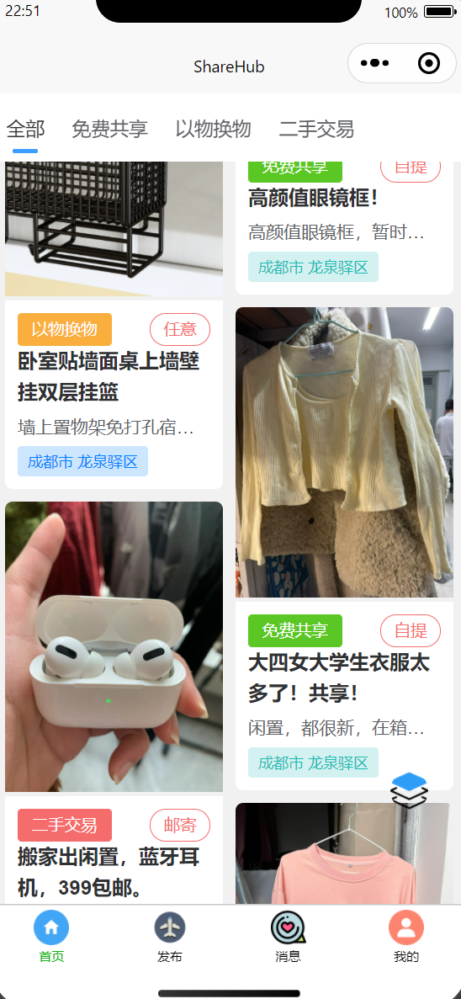 22:51
100%
ShareHub
全部 免费共享 以物换物 二手交易
以物换物 任意
卧室贴墙面桌上墙壁
挂双层挂篮
墙上置物架免打孔宿...
成都市 龙泉驿区
二手交易 邮寄
搬家出闲置，蓝牙耳
机，399包邮。
免费共享 自提
高颜值眼镜框！
高颜值眼镜框，暂时...
成都市 龙泉驿区
免费共享 自提
大四女大学生衣服太
多了！共享！
闲置，都很新，在箱...
成都市 龙泉驿区
首页 发布 消息 我的